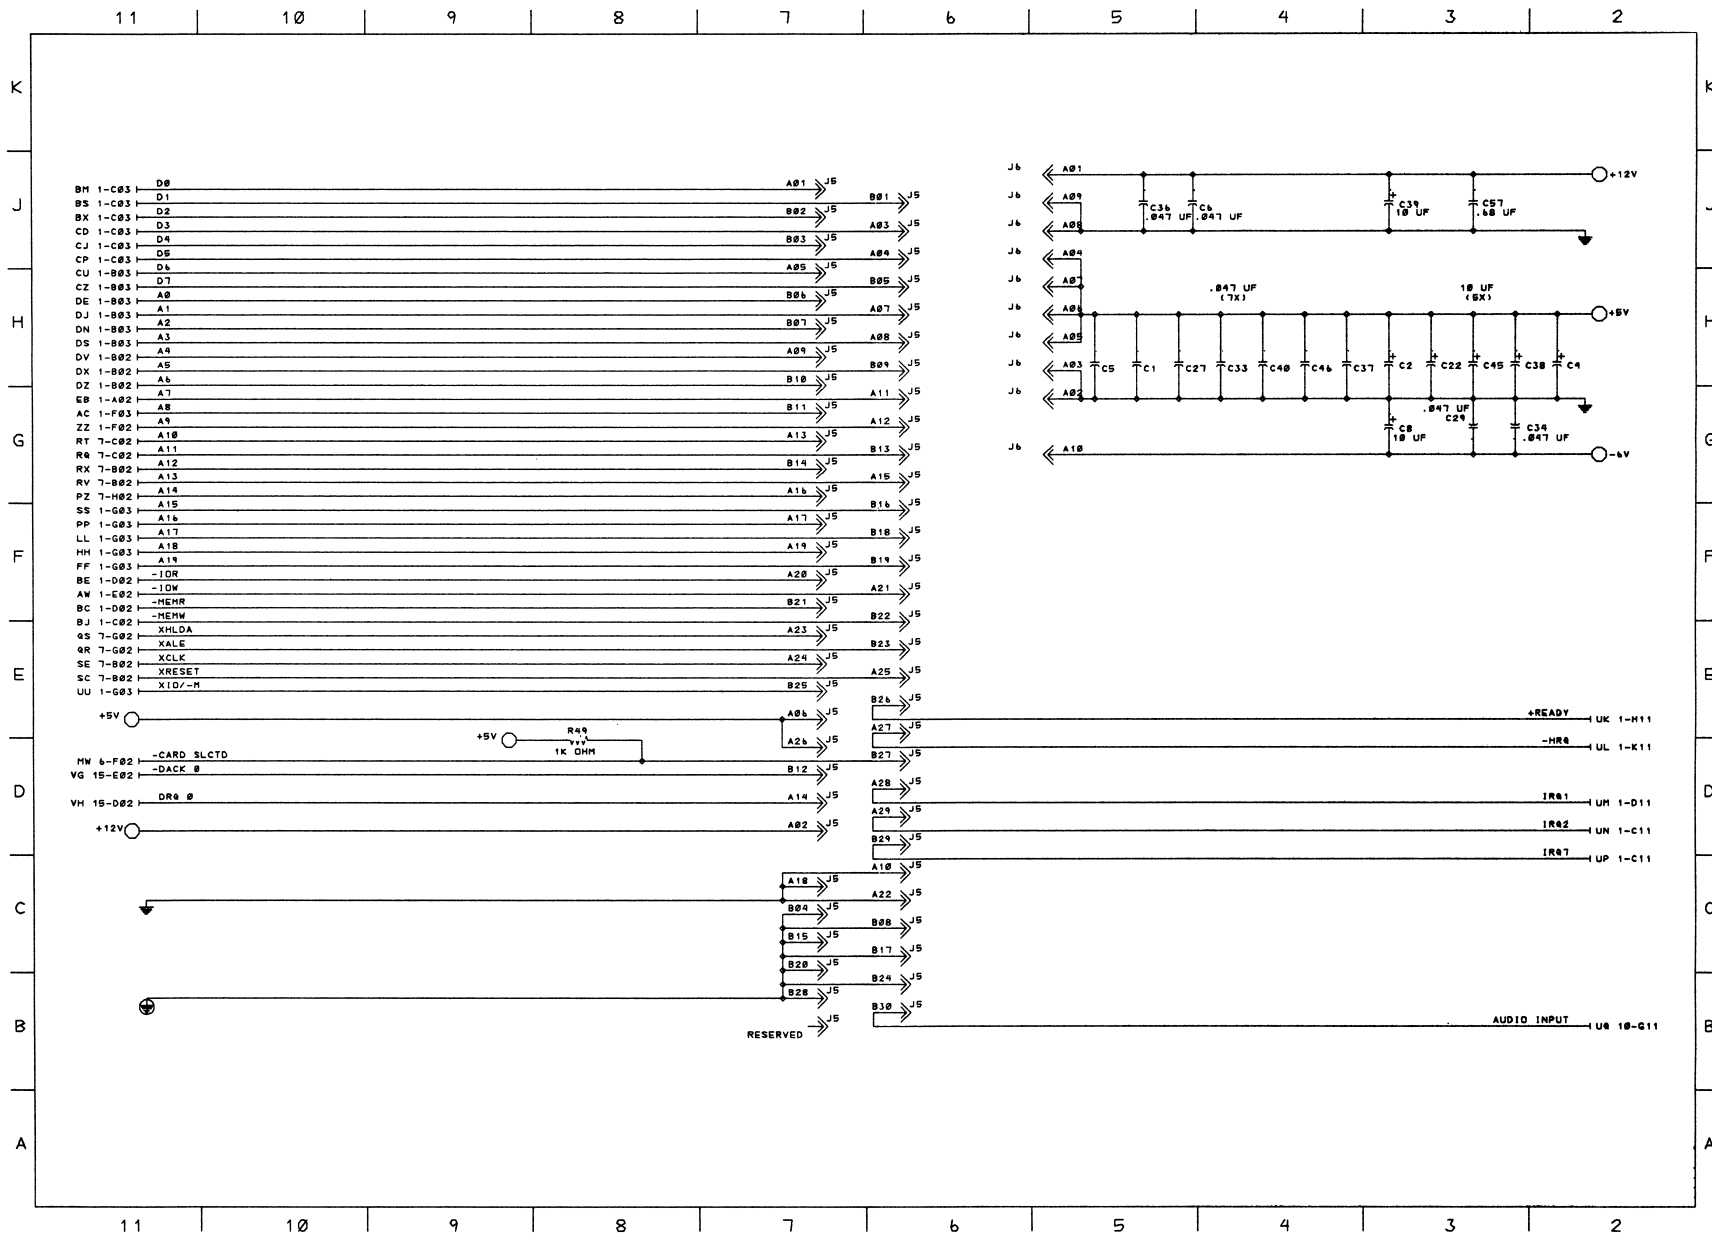 11 10 9 8 7 6 5 4 3 2
K K
J J
H H
G G
F F
E E
D D
C C
B B
A A
BM 1-C03 D0 A01 J5
BS 1-C03 D1 B01 J5
BX 1-C03 D2 B02 J5
CD 1-C03 D3 A03 J5
CJ 1-C03 D4 B03 J5
CP 1-C03 D5 A04 J5
CU 1-B03 D6 A05 J5
CZ 1-B03 D7 B05 J5
DE 1-B03 A0 B06 J5
DJ 1-B03 A1 A07 J5
DN 1-B03 A2 B07 J5
DS 1-B03 A3 A08 J5
DV 1-B02 A4 A09 J5
DX 1-B02 A5 B09 J5
DZ 1-B02 A6 B10 J5
EB 1-A02 A7 A11 J5
AC 1-F03 A8 B11 J5
ZZ 1-F02 A9 A12 J5
RT 7-C02 A10 A13 J5
RQ 7-C02 A11 B13 J5
RX 7-B02 A12 B14 J5
RV 7-B02 A13 A15 J5
PZ 7-H02 A14 A16 J5
SS 1-G03 A15 B16 J5
PP 1-G03 A16 A17 J5
LL 1-G03 A17 B18 J5
HH 1-G03 A18 A19 J5
FF 1-G03 A19 B19 J5
BE 1-D02 -IOR A20 J5
AW 1-E02 -IOW A21 J5
BC 1-D02 -MEMR B21 J5
BJ 1-C02 -MEMW B22 J5
QS 7-G02 XHLDA A23 J5
QR 7-G02 XALE B23 J5
SE 7-B02 XCLK A24 J5
SC 7-B02 XRESET A25 J5
UU 1-G03 XIO/-M B25 J5
+5V A06 J5
A26 J5
+5V R49
1K OHM
MW 6-F02 -CARD SLCTD B27 J5
VG 15-E02 -DACK 0 B12 J5
VH 15-D02 DRQ 0 A14 J5
+12V A02 J5
B26 J5
+READY UK 1-H11
A27 J5
-HRQ UL 1-K11
A28 J5
IRQ1 UM 1-D11
A29 J5
IRQ2 UN 1-C11
B29 J5
IRQ7 UP 1-C11
A10 J5
A18 J5
A22 J5
B04 J5
B08 J5
B15 J5
B17 J5
B20 J5
B24 J5
B28 J5
B30 J5
RESERVED J5
AUDIO INPUT UQ 10-G11
J6 A01 +12V
J6 A09
C36
.047 UF
C6
.047 UF
C39
10 UF
C57
.68 UF
J6 A08
J6 A04
J6 A07
.047 UF
(7X)
10 UF
(5X)
J6 A06 +5V
J6 A05
J6 A03
C5 C1 C27 C33 C40 C46 C37 C2 C22 C45 C38 C4
J6 A02
C8
10 UF
.047 UF
C29
C34
.047 UF
J6 A10 -6V
11 10 9 8 7 6 5 4 3 2